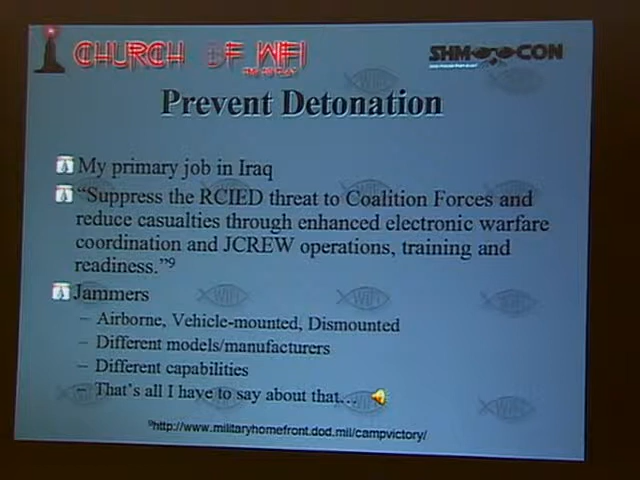 CHURCH OF WIFI
SHMOOCON
Prevent Detonation
My primary job in Iraq
"Suppress the RCIED threat to Coalition Forces and
reduce casualties through enhanced electronic warfare
coordination and JCREW operations, training and
readiness."9
Jammers
– Airborne, Vehicle-mounted, Dismounted
– Different models/manufacturers
– Different capabilities
– That's all I have to say about that…
9http://www.militaryhomefront.dod.mil/campvictory/